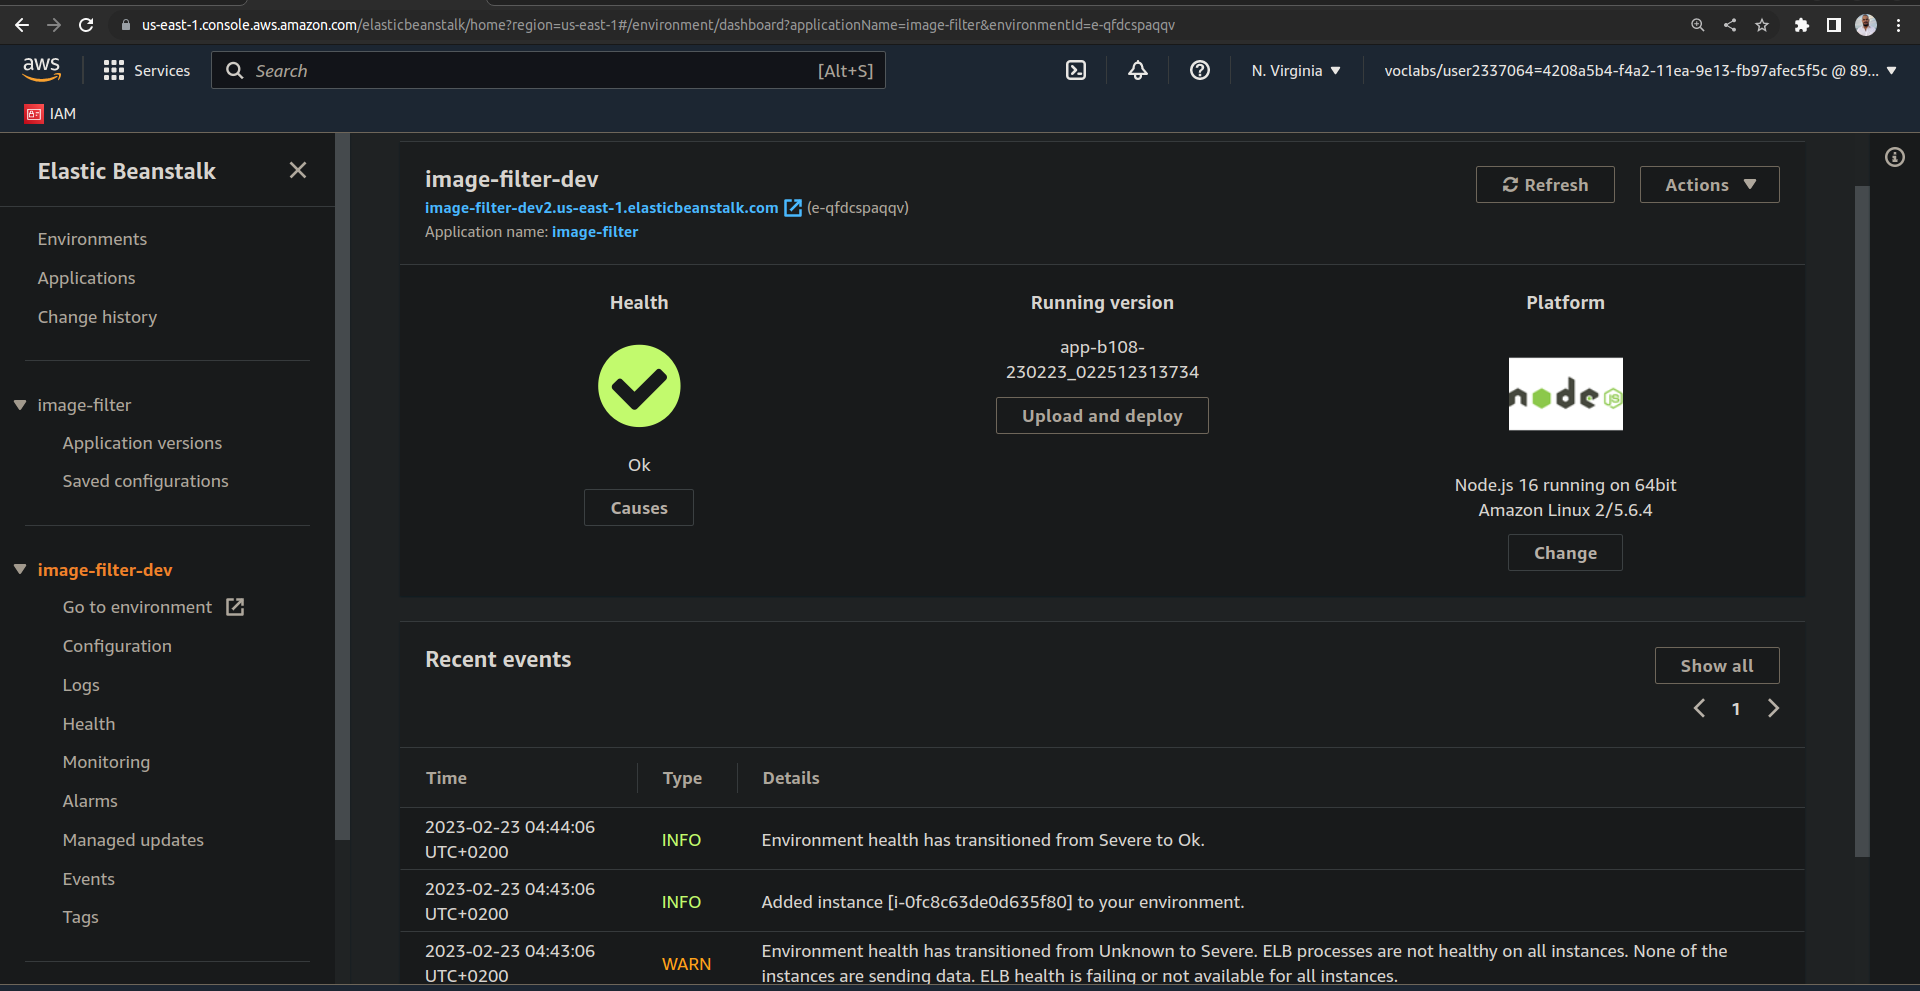 us-east-1.console.aws.amazon.com/elasticbeanstalk/home?region=us-east-1#/environment/dashboard?applicationName=image-filter&environmentId=e-qfdcspaqqv
aws
Services
Search
[Alt+S]
N. Virginia
voclabs/user2337064=4208a5b4-f4a2-11ea-9e13-fb97afec5f5c @ 89...
IAM
Elastic Beanstalk
Environments
Applications
Change history
image-filter
Application versions
Saved configurations
image-filter-dev
Go to environment
Configuration
Logs
Health
Monitoring
Alarms
Managed updates
Events
Tags
image-filter-dev
image-filter-dev2.us-east-1.elasticbeanstalk.com (e-qfdcspaqqv)
Application name: image-filter
Refresh
Actions
Health
Ok
Causes
Running version
app-b108-
230223_022512313734
Upload and deploy
Platform
node JS
Node.js 16 running on 64bit
Amazon Linux 2/5.6.4
Change
Recent events
Show all
1
Time Type Details
2023-02-23 04:44:06
UTC+0200
INFO
Environment health has transitioned from Severe to Ok.
2023-02-23 04:43:06
UTC+0200
INFO
Added instance [i-0fc8c63de0d635f80] to your environment.
2023-02-23 04:43:06
UTC+0200
WARN
Environment health has transitioned from Unknown to Severe. ELB processes are not healthy on all instances. None of the
instances are sending data. ELB health is failing or not available for all instances.